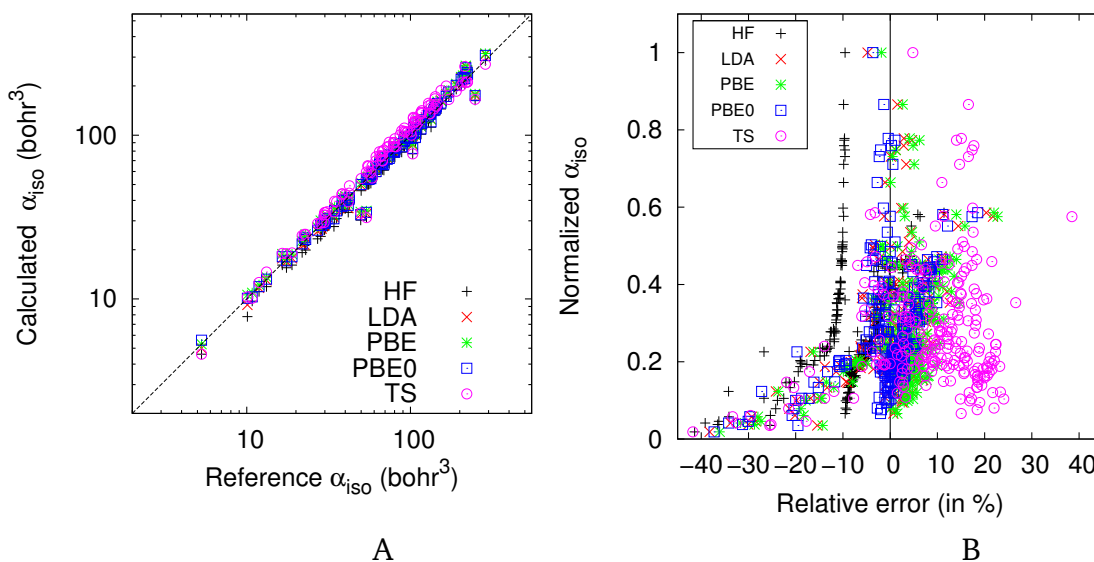 100
10
Calculated α_iso (bohr³)
HF
LDA
PBE
PBE0
TS
10 100
Reference α_iso (bohr³)
A
HF
LDA
PBE
PBE0
TS
1
0.8
0.6
0.4
0.2
0
Normalized α_iso
−40 −30 −20 −10 0 10 20 30 40
Relative error (in %)
B